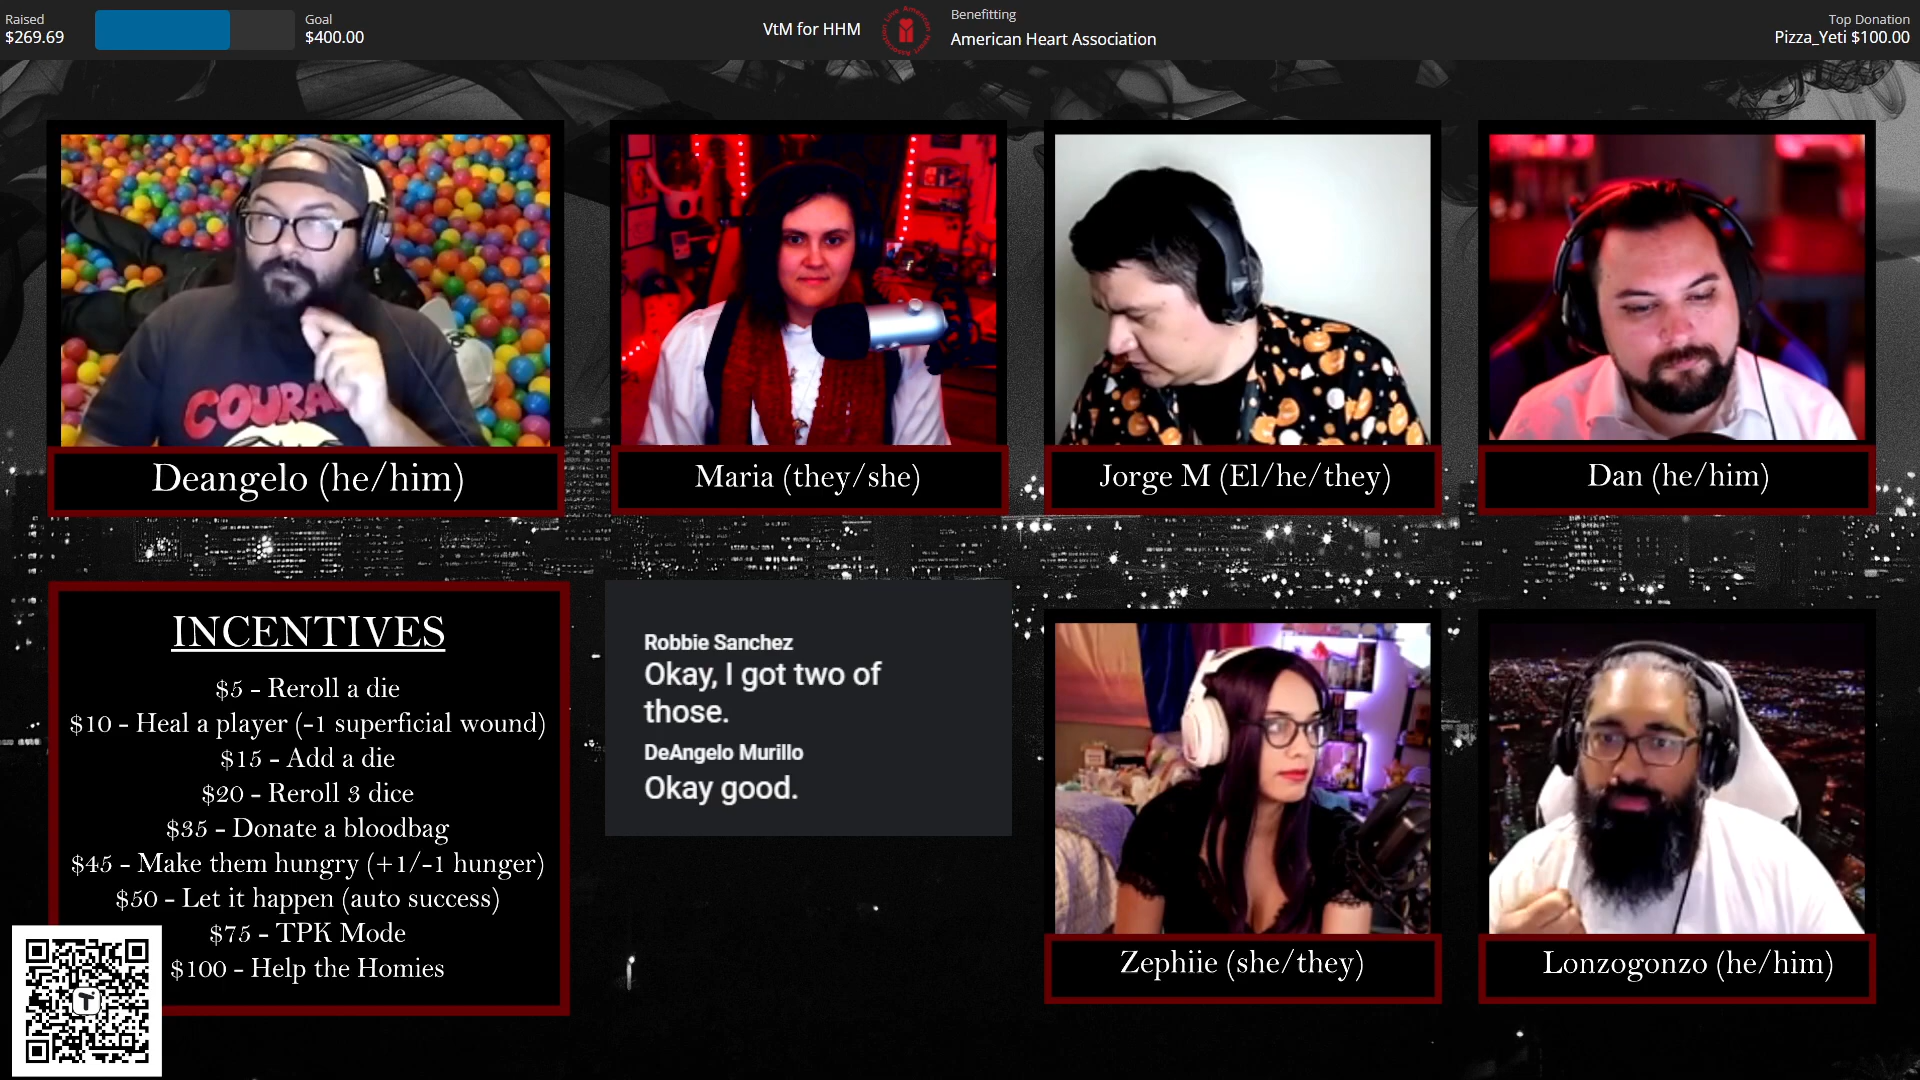 Raised
$269.69
Goal
$400.00
VtM for HHM
Benefitting
American Heart Association
Top Donation
Pizza_Yeti $100.00
COURA
Deangelo (he/him)
Maria (they/she)
Jorge M (El/he/they)
Dan (he/him)
INCENTIVES
$5 - Reroll a die
$10 - Heal a player (-1 superficial wound)
$15 - Add a die
$20 - Reroll 3 dice
$35 - Donate a bloodbag
$45 - Make them hungry (+1/-1 hunger)
$50 - Let it happen (auto success)
$75 - TPK Mode
$100 - Help the Homies
Robbie Sanchez
Okay, I got two of
those.
DeAngelo Murillo
Okay good.
Zephiie (she/they)
Lonzogonzo (he/him)